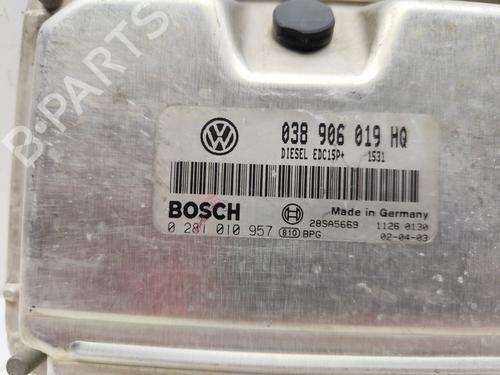 038 906 019 HQ
DIESEL EDC15P+ 1531
BOSCH
Made in Germany
0 281 010 957 810 BPG 28SA5669 1126 0130
02-04-03
B-PARTS